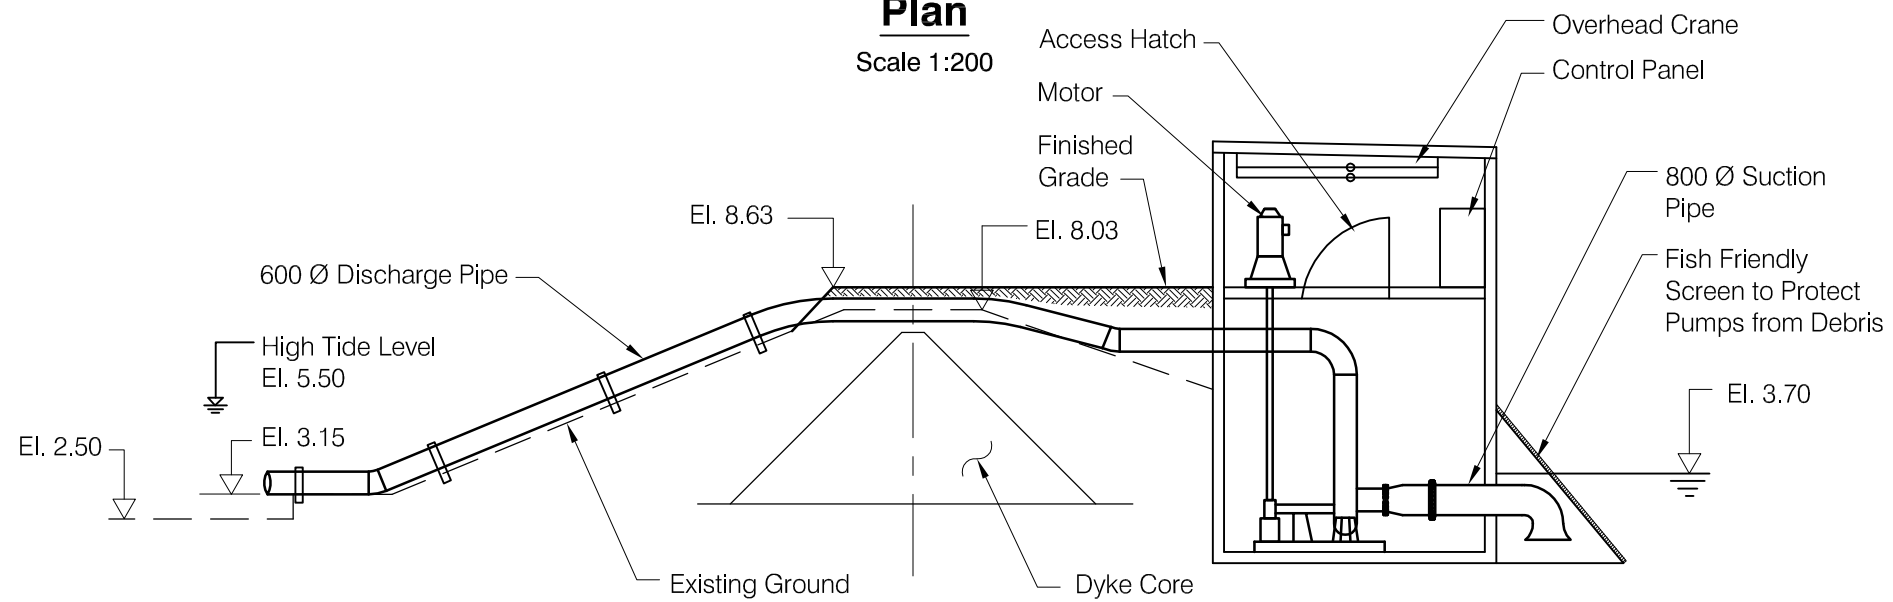 Plan
Scale 1:200
Access Hatch
Overhead Crane
Control Panel
Motor
Finished
Grade
800 Ø Suction
Pipe
El. 8.63
El. 8.03
600 Ø Discharge Pipe
Fish Friendly
Screen to Protect
Pumps from Debris
High Tide Level
El. 5.50
El. 3.70
El. 2.50
El. 3.15
Existing Ground
Dyke Core